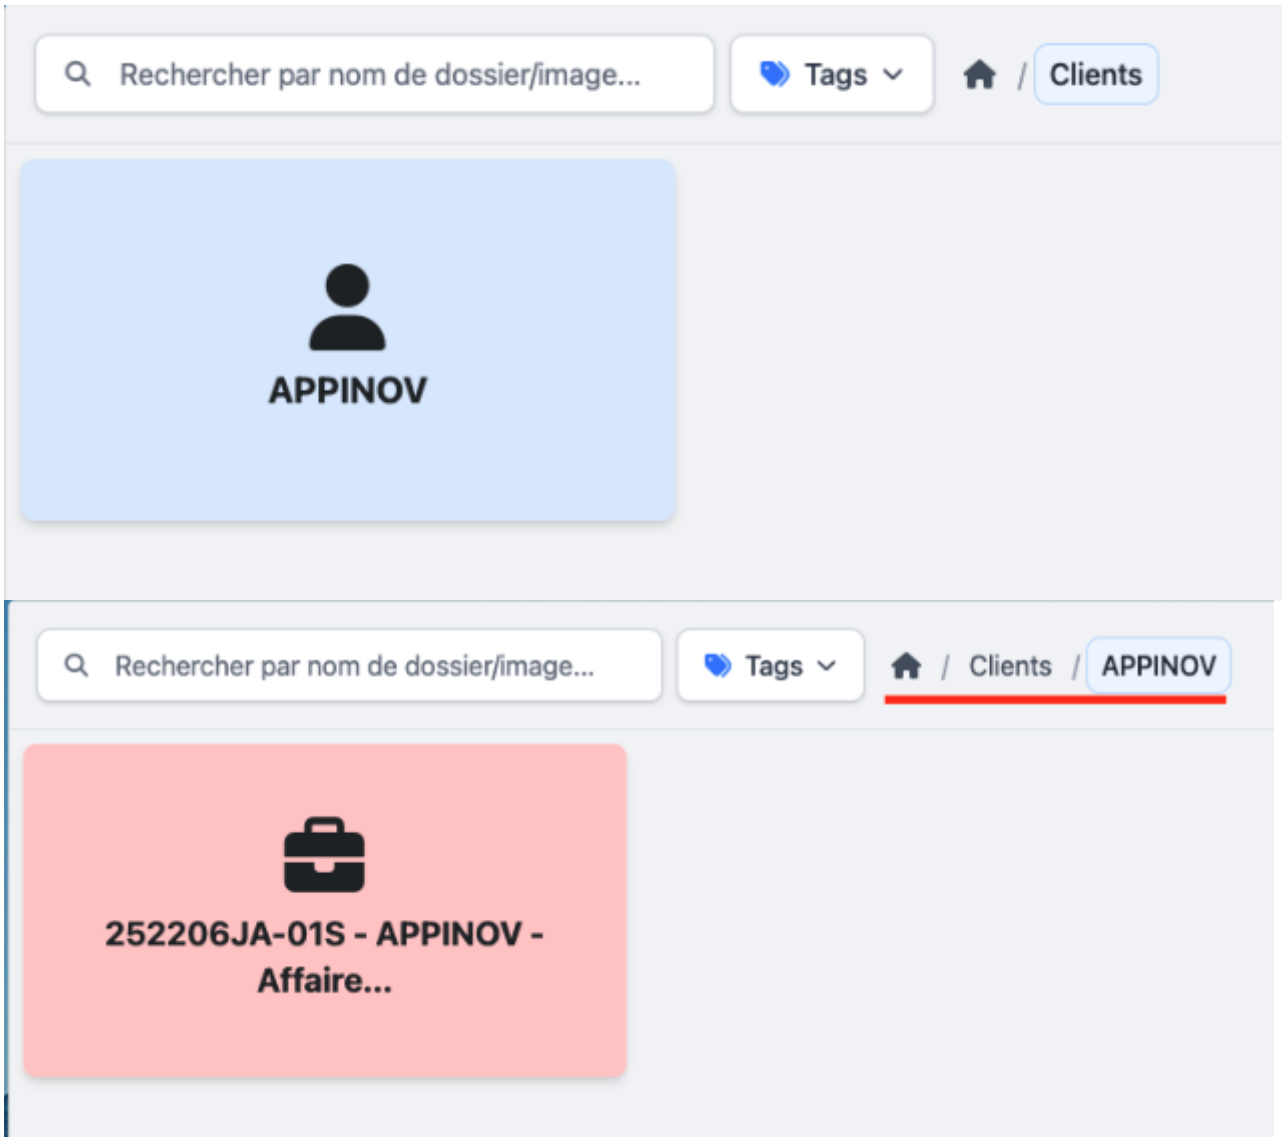 Rechercher par nom de dossier/image...
Tags
/ Clients
APPINOV
Rechercher par nom de dossier/image...
Tags
/ Clients / APPINOV
252206JA-01S - APPINOV -
Affaire...